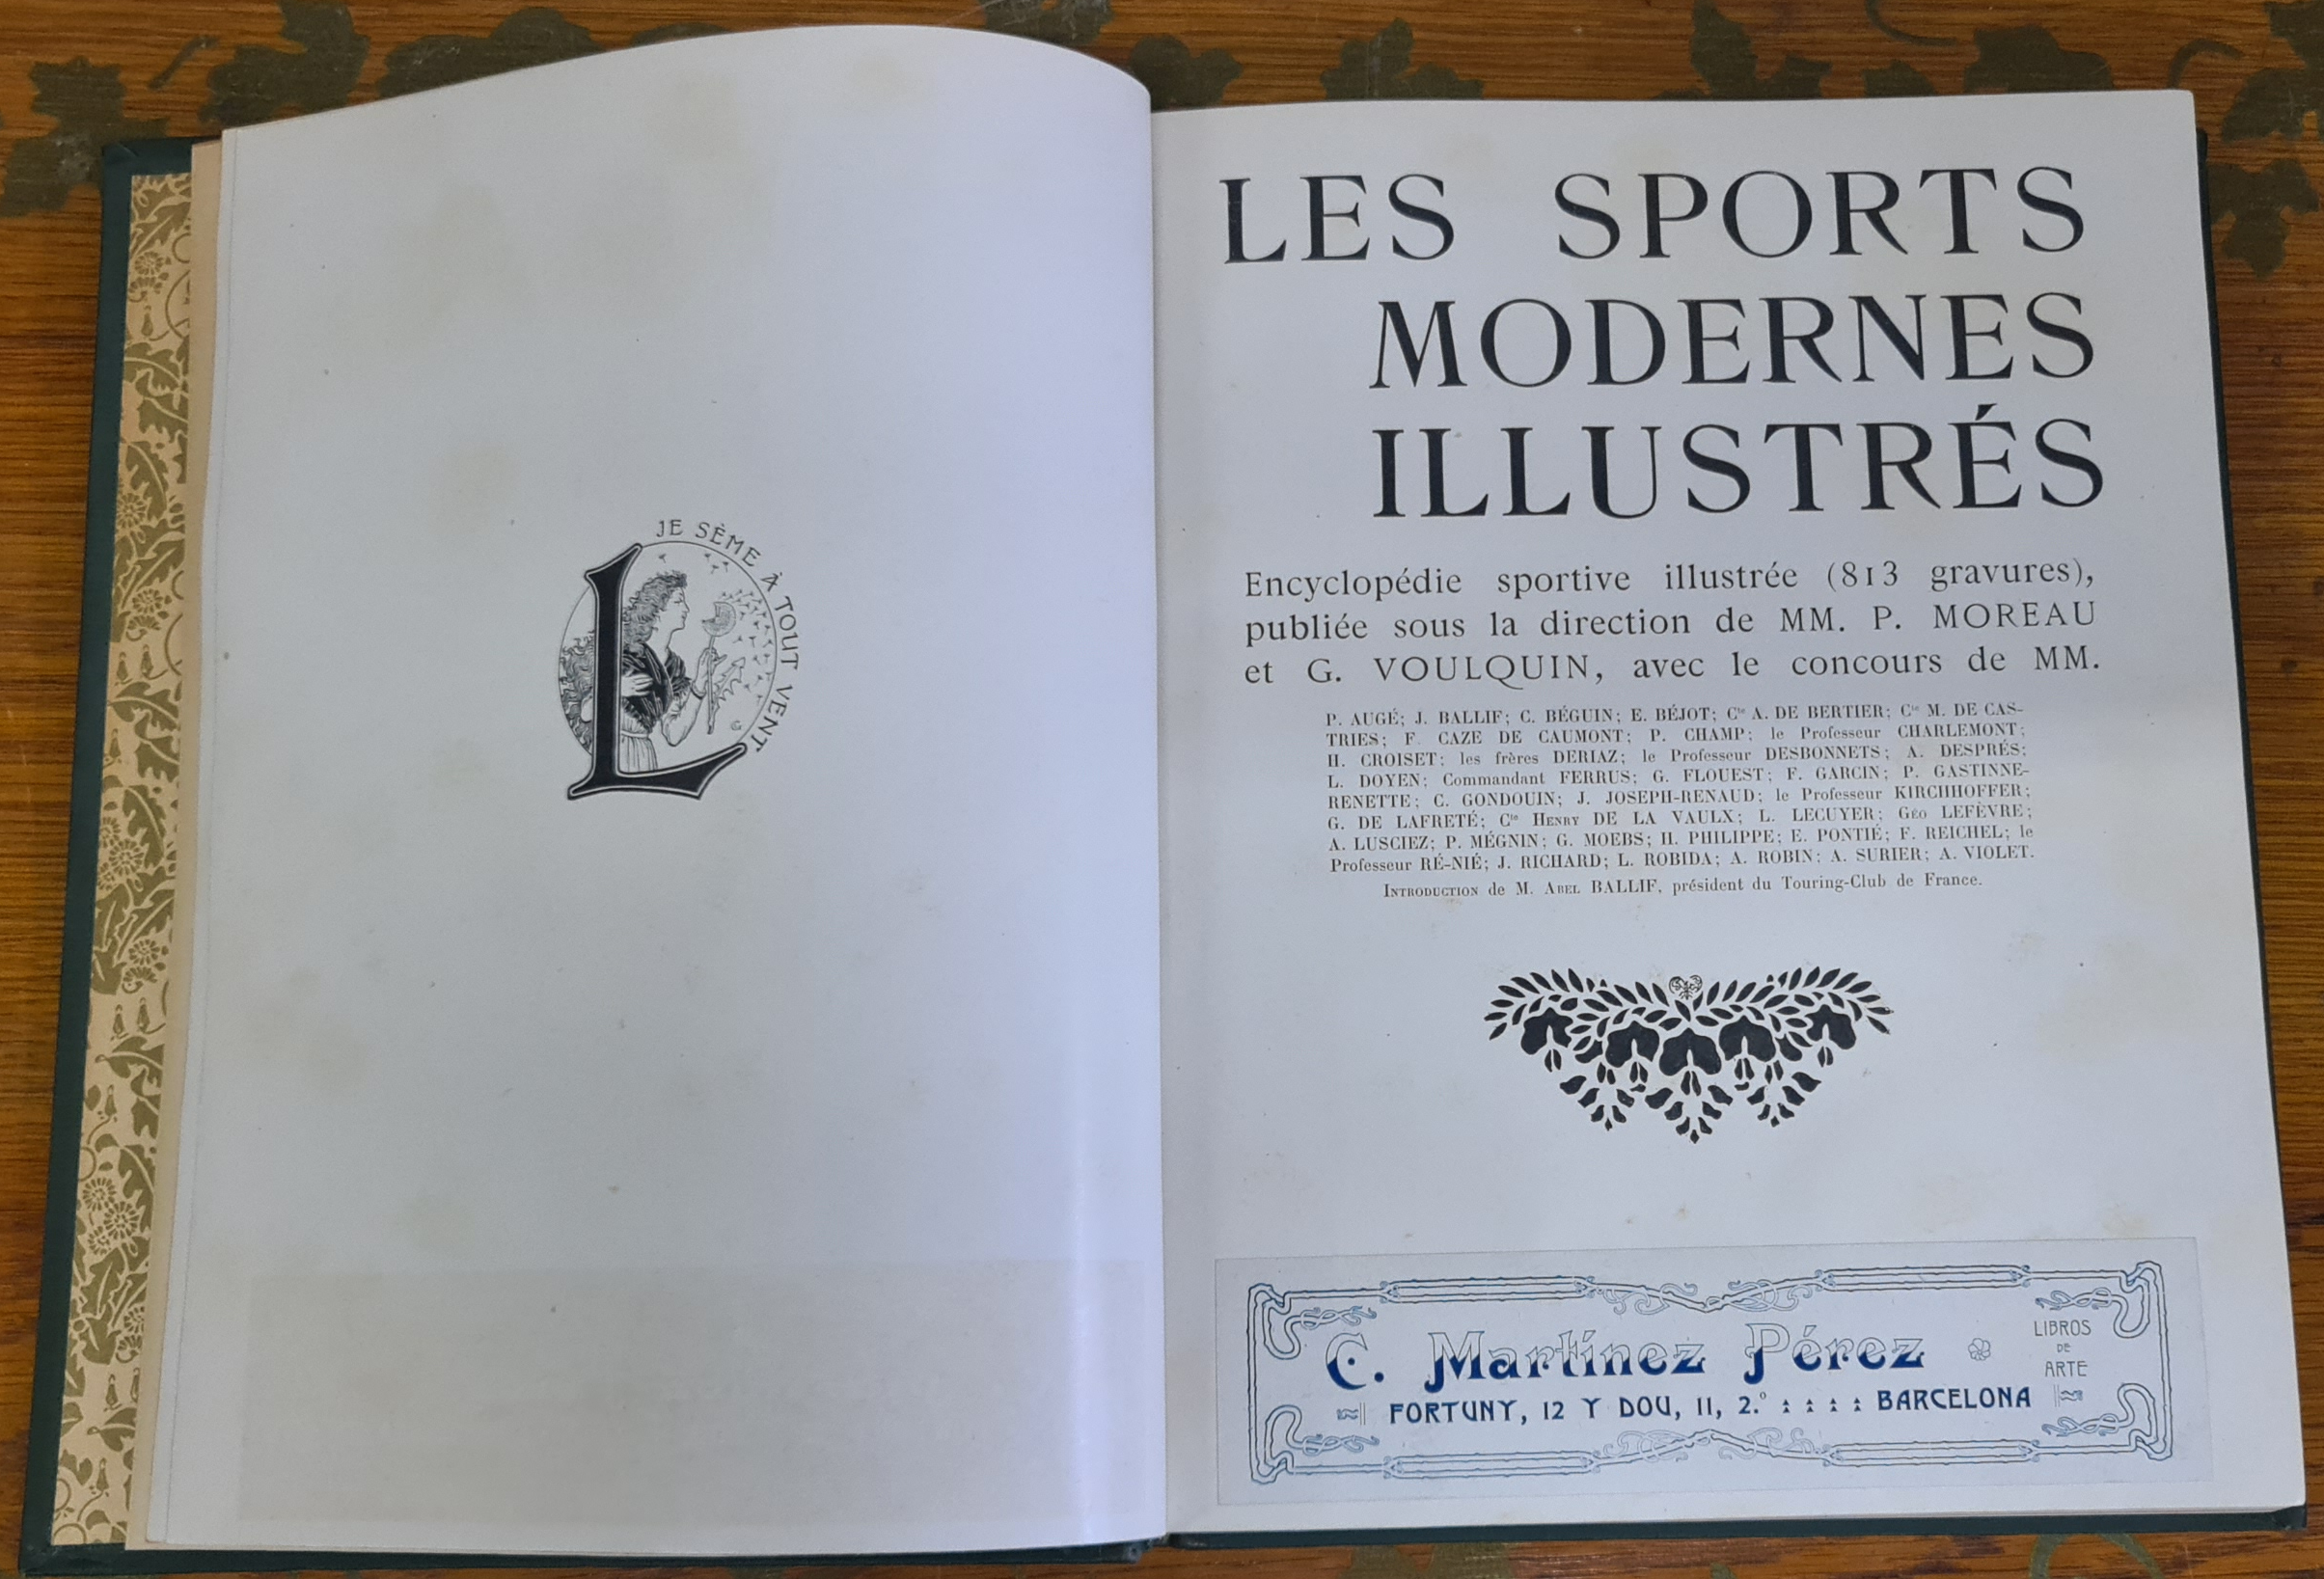 JE SÈME À TOUT VENT
L
LES SPORTS
MODERNES
ILLUSTRÉS
Encyclopédie sportive illustrée (813 gravures),
publiée sous la direction de MM. P. MOREAU
et G. VOULQUIN, avec le concours de MM.
P. AUGÉ; J. BALLIF; C. BÉGUIN; E. BÉJOT; Cte A. DE BERTIER; Cte M. DE CAS-
TRIES; F. CAZE DE CAUMONT; P. CHAMP; le Professeur CHARLEMONT;
H. CROISET; les frères DERIAZ; le Professeur DESBONNETS; A. DESPRÉS;
L. DOYEN; Commandant FERRUS; G. FLOUEST; F. GARCIN; P. GASTINNE-
RENETTE; C. GONDOUIN; J. JOSEPH-RENAUD; le Professeur KIRCHHOFFER;
G. DE LAFRETÉ; Cte HENRY DE LA VAULX; L. LECUYER; GÉO LEFÈVRE;
A. LUSCIEZ; P. MÉGNIN; G. MOEBS; H. PHILIPPE; E. PONTIÉ; F. REICHEL; le
Professeur RÉ-NIÉ; J. RICHARD; L. ROBIDA; A. ROBIN; A. SURIER; A. VIOLET.
INTRODUCTION de M. ABEL BALLIF, président du Touring-Club de France.
C. Martínez Pérez
LIBROS
DE
ARTE
FORTUNY, 12 Y DOU, 11, 2.º : : : : BARCELONA